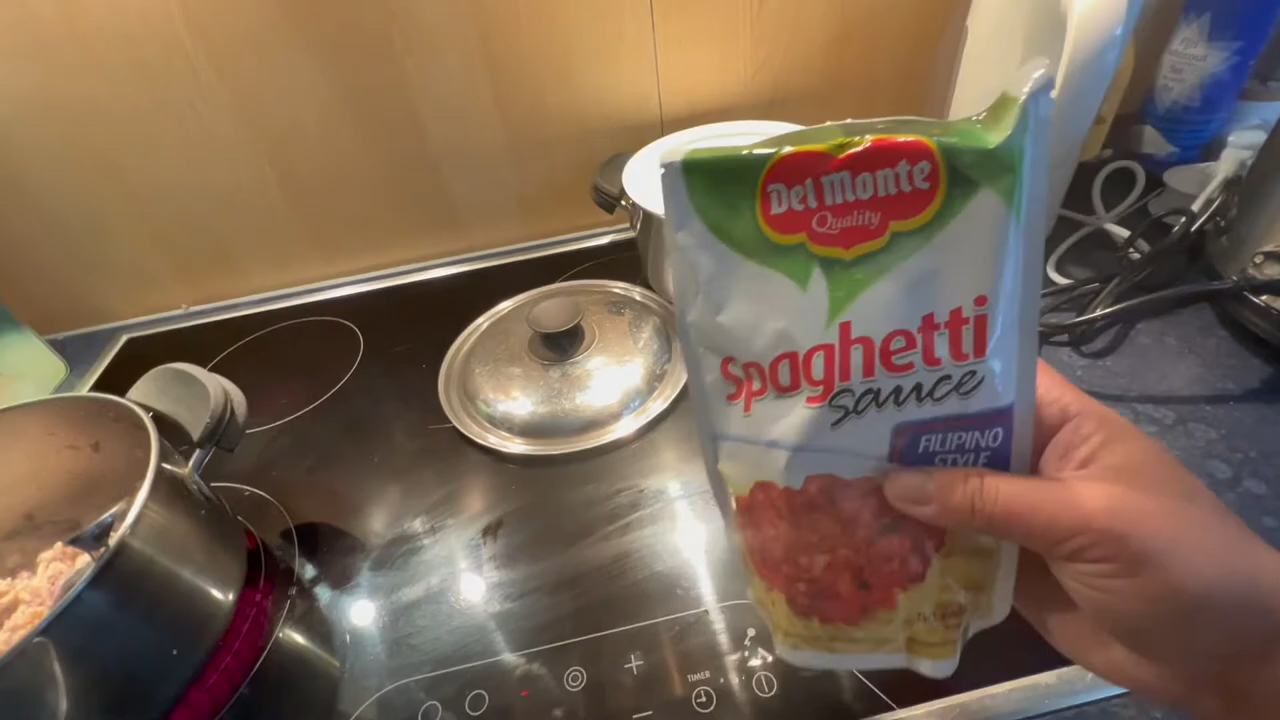 Del Monte
Quality
Spaghetti
sauce
FILIPINO
STYLE
TIMER